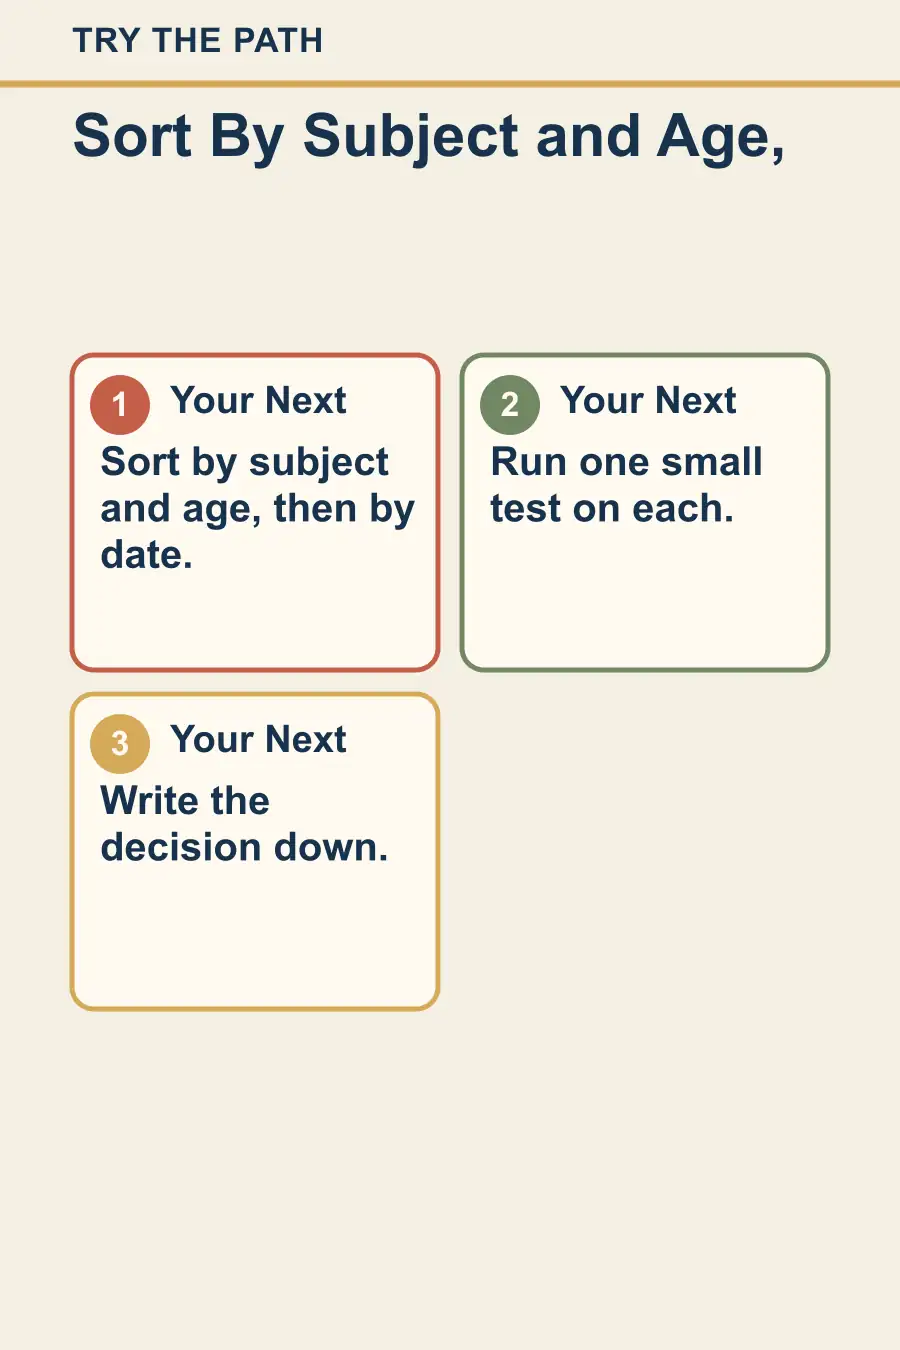 TRY THE PATH
Sort By Subject and Age,
1 Your Next
Sort by subject
and age, then by
date.
2 Your Next
Run one small
test on each.
3 Your Next
Write the
decision down.